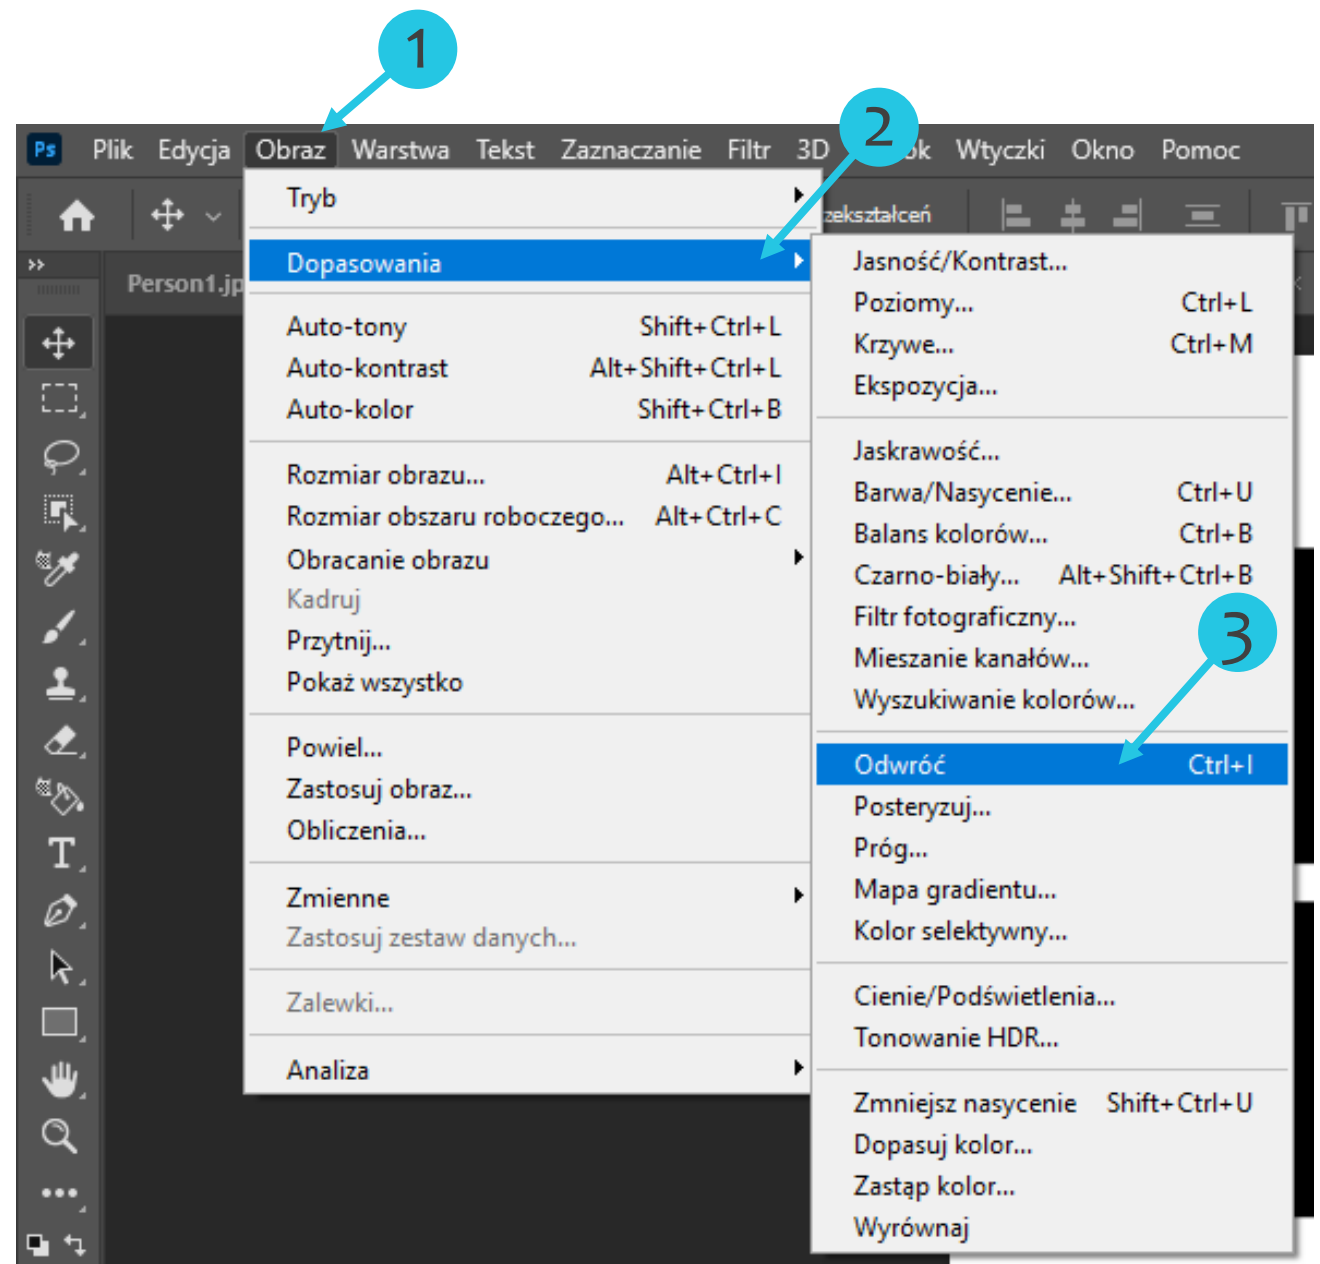 1
2
Ps Plik Edycja Obraz Warstwa Tekst Zaznaczanie Filtr 3D ok Wtyczki Okno Pomoc
zekształceń
Person1.jp
Tryb
Dopasowania
Auto-tony Shift+Ctrl+L
Auto-kontrast Alt+Shift+Ctrl+L
Auto-kolor Shift+Ctrl+B
Rozmiar obrazu... Alt+Ctrl+I
Rozmiar obszaru roboczego... Alt+Ctrl+C
Obracanie obrazu
Kadruj
Przytnij...
Pokaż wszystko
Powiel...
Zastosuj obraz...
Obliczenia...
Zmienne
Zastosuj zestaw danych...
Zalewki...
Analiza
Jasność/Kontrast...
Poziomy... Ctrl+L
Krzywe... Ctrl+M
Ekspozycja...
Jaskrawość...
Barwa/Nasycenie... Ctrl+U
Balans kolorów... Ctrl+B
Czarno-biały... Alt+Shift+Ctrl+B
Filtr fotograficzny...
3
Mieszanie kanałów...
Wyszukiwanie kolorów...
Odwróć Ctrl+I
Posteryzuj...
Próg...
Mapa gradientu...
Kolor selektywny...
Cienie/Podświetlenia...
Tonowanie HDR...
Zmniejsz nasycenie Shift+Ctrl+U
Dopasuj kolor...
Zastąp kolor...
Wyrównaj